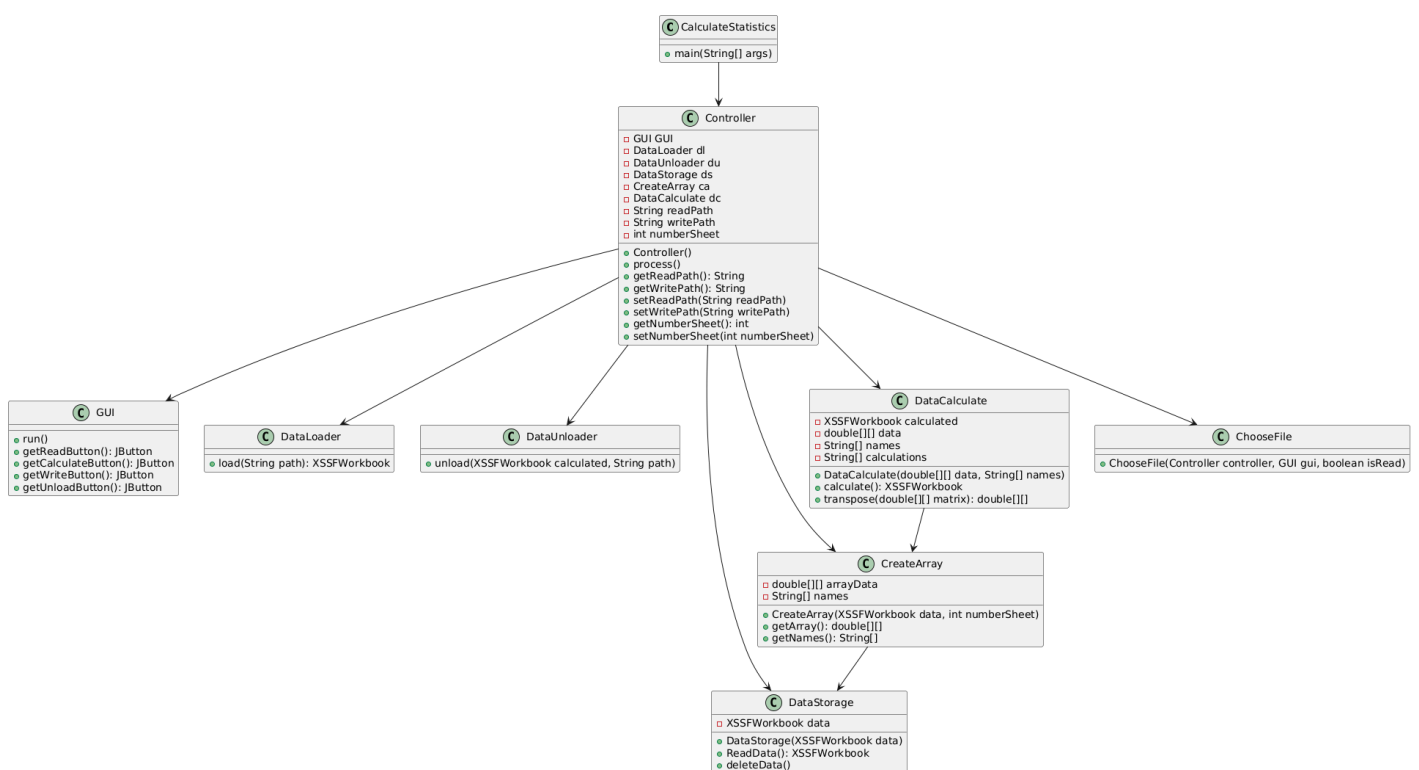 C CalculateStatistics
main(String[] args)
C Controller
GUI GUI
DataLoader dl
DataUnloader du
DataStorage ds
CreateArray ca
DataCalculate dc
String readPath
String writePath
int numberSheet
Controller()
process()
getReadPath(): String
getWritePath(): String
setReadPath(String readPath)
setWritePath(String writePath)
getNumberSheet(): int
setNumberSheet(int numberSheet)
C GUI
run()
getReadButton(): JButton
getCalculateButton(): JButton
getWriteButton(): JButton
getUnloadButton(): JButton
C DataLoader
load(String path): XSSFWorkbook
C DataUnloader
unload(XSSFWorkbook calculated, String path)
C DataCalculate
XSSFWorkbook calculated
double[][] data
String[] names
String[] calculations
DataCalculate(double[][] data, String[] names)
calculate(): XSSFWorkbook
transpose(double[][] matrix): double[][]
C ChooseFile
ChooseFile(Controller controller, GUI gui, boolean isRead)
C CreateArray
double[][] arrayData
String[] names
CreateArray(XSSFWorkbook data, int numberSheet)
getArray(): double[][]
getNames(): String[]
C DataStorage
XSSFWorkbook data
DataStorage(XSSFWorkbook data)
ReadData(): XSSFWorkbook
deleteData()